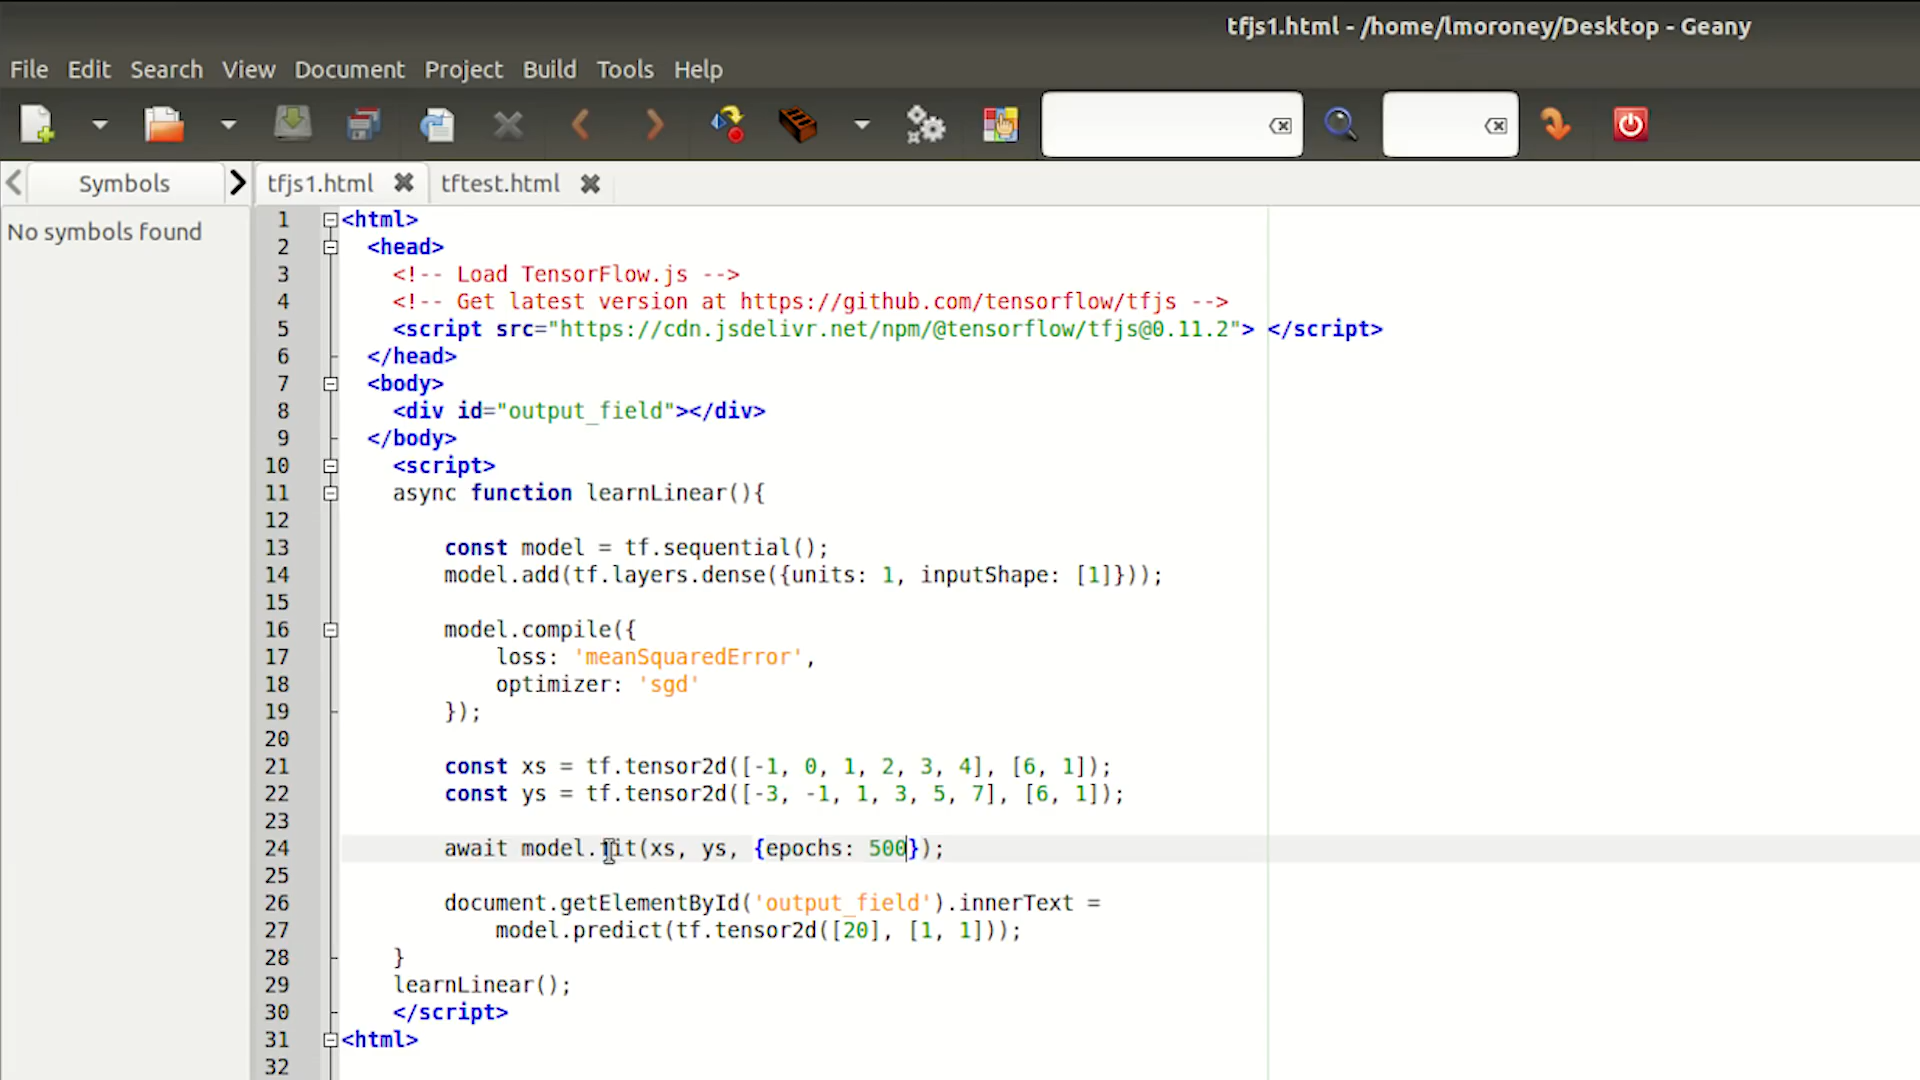 tfjs1.html - /home/lmoroney/Desktop - Geany
File Edit Search View Document Project Build Tools Help
Symbols tfjs1.html tftest.html
No symbols found
1 <html>
2 <head>
3 <!-- Load TensorFlow.js -->
4 <!-- Get latest version at https://github.com/tensorflow/tfjs -->
5 <script src="https://cdn.jsdelivr.net/npm/@tensorflow/tfjs@0.11.2"> </script>
6 </head>
7 <body>
8 <div id="output_field"></div>
9 </body>
10 <script>
11 async function learnLinear(){
12
13 const model = tf.sequential();
14 model.add(tf.layers.dense({units: 1, inputShape: [1]}));
15
16 model.compile({
17 loss: 'meanSquaredError',
18 optimizer: 'sgd'
19 });
20
21 const xs = tf.tensor2d([-1, 0, 1, 2, 3, 4], [6, 1]);
22 const ys = tf.tensor2d([-3, -1, 1, 3, 5, 7], [6, 1]);
23
24 await model.fit(xs, ys, {epochs: 500});
25
26 document.getElementById('output_field').innerText =
27 model.predict(tf.tensor2d([20], [1, 1]));
28 }
29 learnLinear();
30 </script>
31 <html>
32